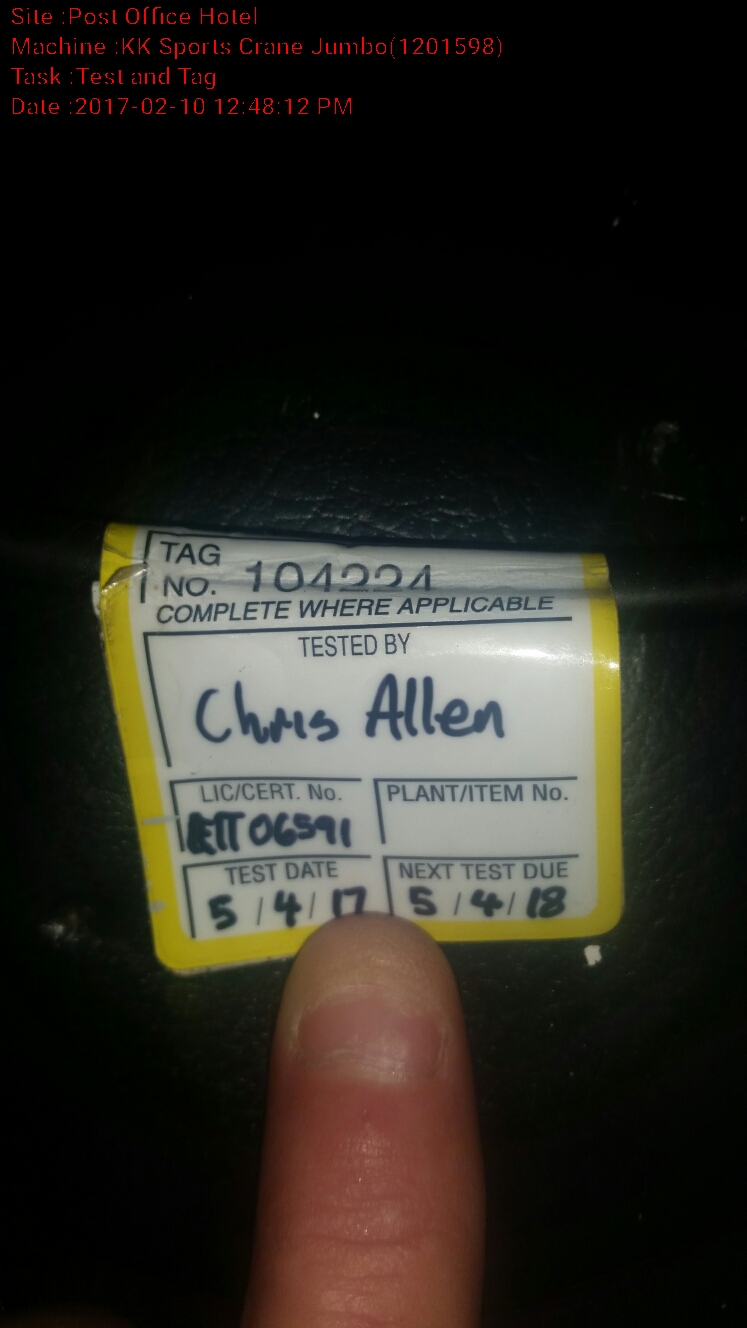 Site :Post Office Hotel
Machine :KK Sports Crane Jumbo(1201598)
Task :Test and Tag
Date :2017-02-10 12:48:12 PM
TAG
NO. 104224
COMPLETE WHERE APPLICABLE
TESTED BY
Chris Allen
LIC/CERT. No.
PLANT/ITEM No.
TEST DATE
5/4/17
NEXT TEST DUE
5/4/18